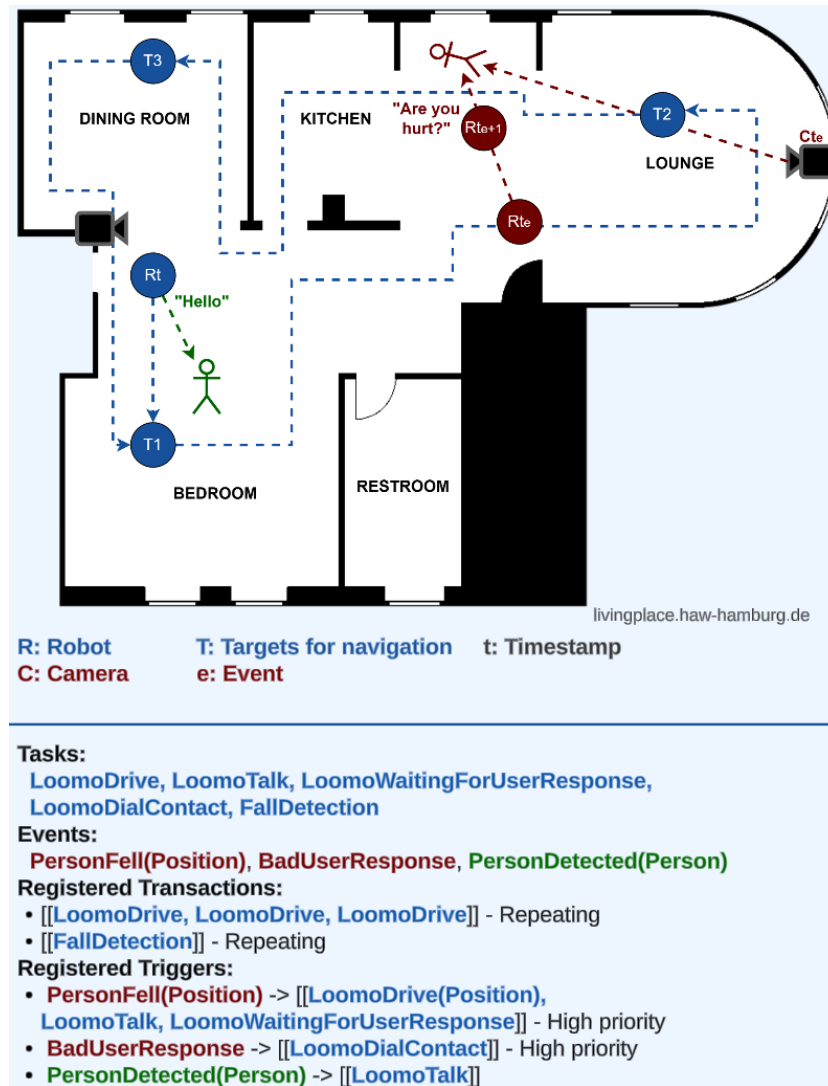 T3
DINING ROOM
KITCHEN
"Are you
hurt?"
Rte+1
T2
LOUNGE
Cte
Rte
Rt
"Hello"
T1
BEDROOM
RESTROOM
livingplace.haw-hamburg.de
R: Robot T: Targets for navigation t: Timestamp
C: Camera e: Event
Tasks:
LoomoDrive, LoomoTalk, LoomoWaitingForUserResponse,
LoomoDialContact, FallDetection
Events:
PersonFell(Position), BadUserResponse, PersonDetected(Person)
Registered Transactions:
• [[LoomoDrive, LoomoDrive, LoomoDrive]] - Repeating
• [[FallDetection]] - Repeating
Registered Triggers:
• PersonFell(Position) -> [[LoomoDrive(Position),
LoomoTalk, LoomoWaitingForUserResponse]] - High priority
• BadUserResponse -> [[LoomoDialContact]] - High priority
• PersonDetected(Person) -> [[LoomoTalk]]